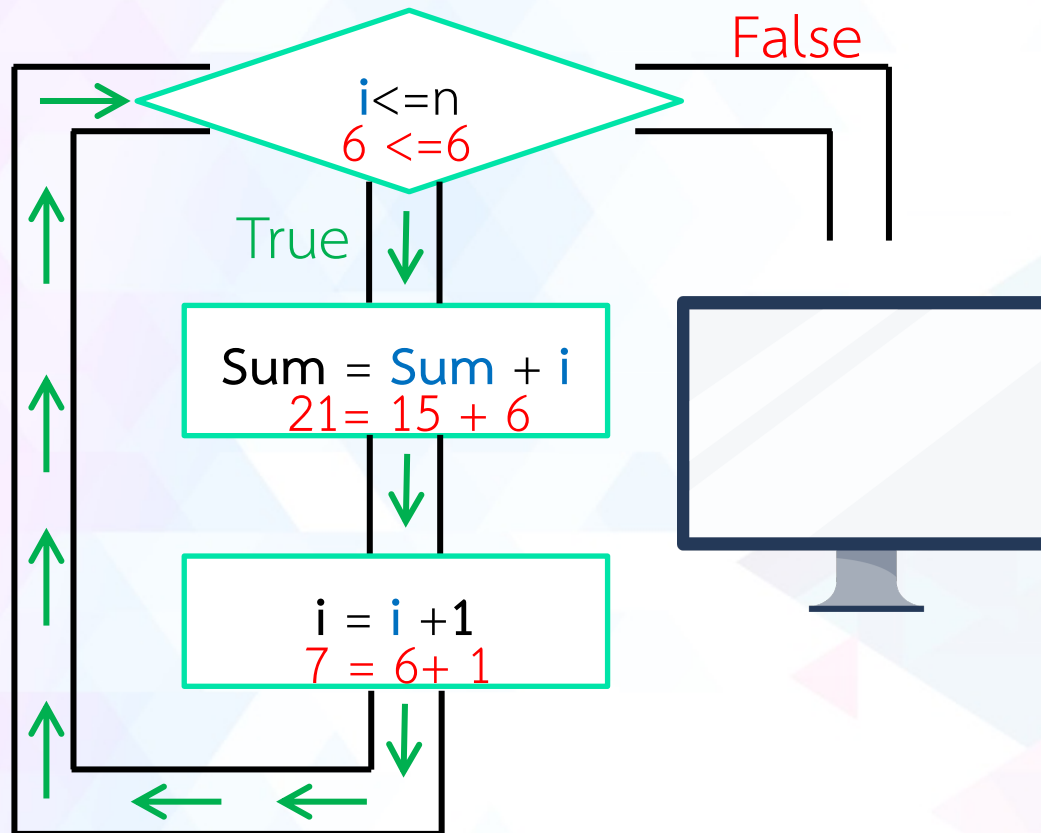 False
i<=n
6 <=6
True
Sum = Sum + i
21= 15 + 6
i = i +1
7 = 6+ 1